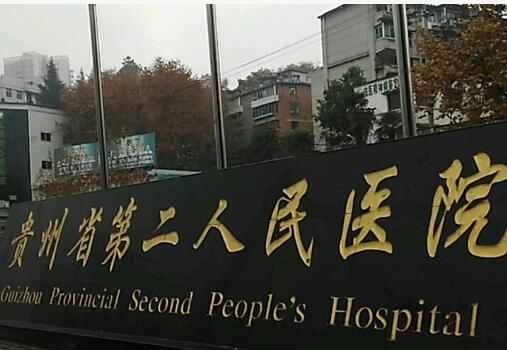 贵州省第二人民医院
Guizhou Provincial Second People's Hospital